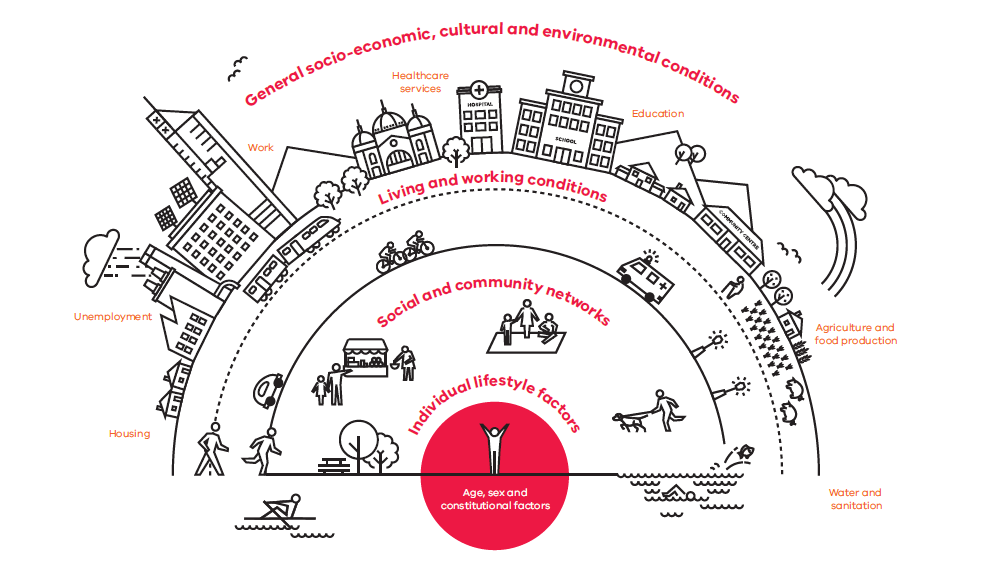 General socio-economic, cultural and environmental conditions
Healthcare
services
HOSPITAL
SCHOOL
Education
Work
Living and working conditions
COMMUNITY CENTRE
Unemployment
Social and community networks
Agriculture and
food production
Individual lifestyle factors
Housing
Age, sex and
constitutional factors
Water and
sanitation